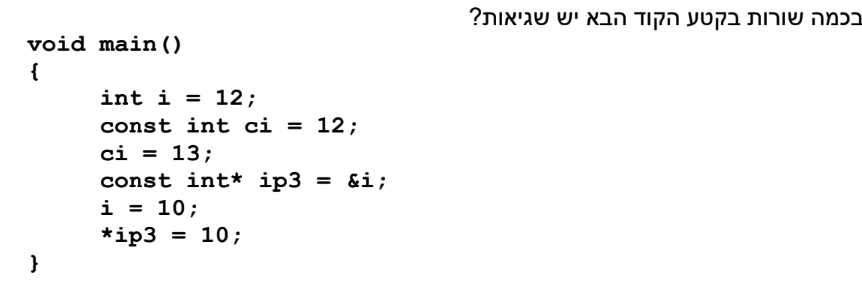 בכמה שורות בקטע הקוד הבא יש שגיאות?
void main()
{
int i = 12;
const int ci = 12;
ci = 13;
const int* ip3 = &i;
i = 10;
*ip3 = 10;
}